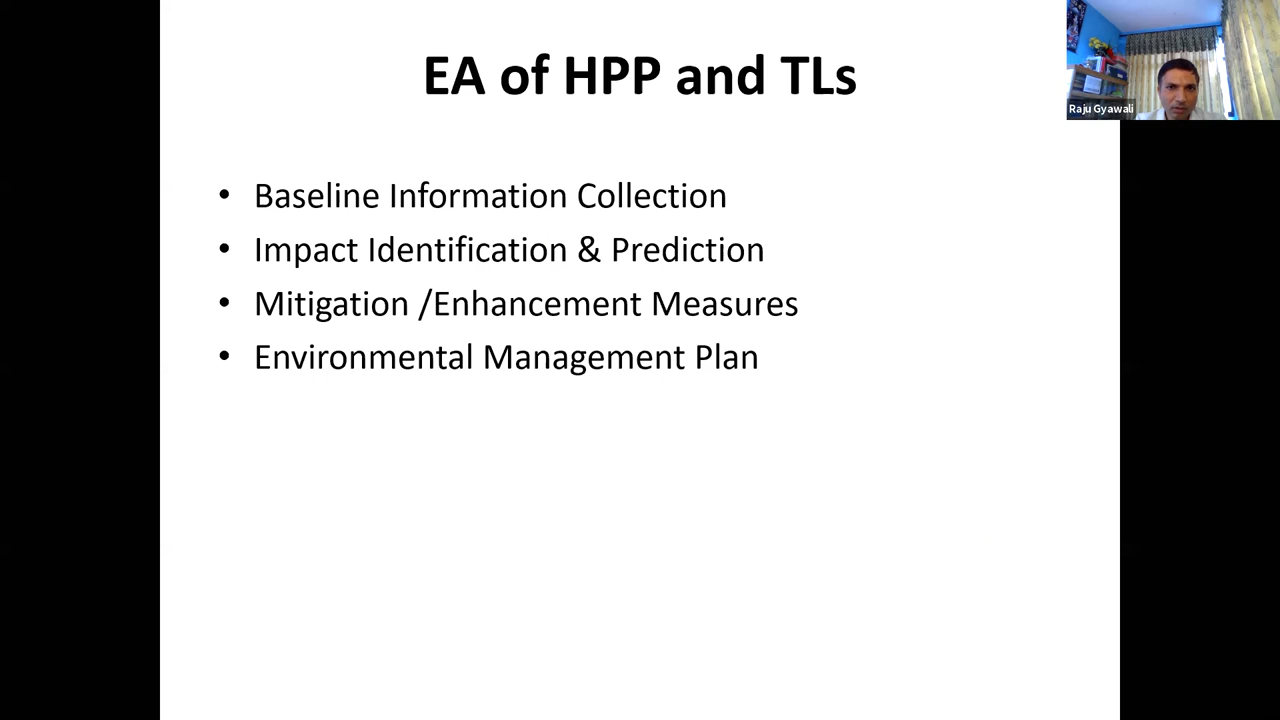 EA of HPP and TLs
Raju Gyawali
• Baseline Information Collection
• Impact Identification & Prediction
• Mitigation /Enhancement Measures
• Environmental Management Plan